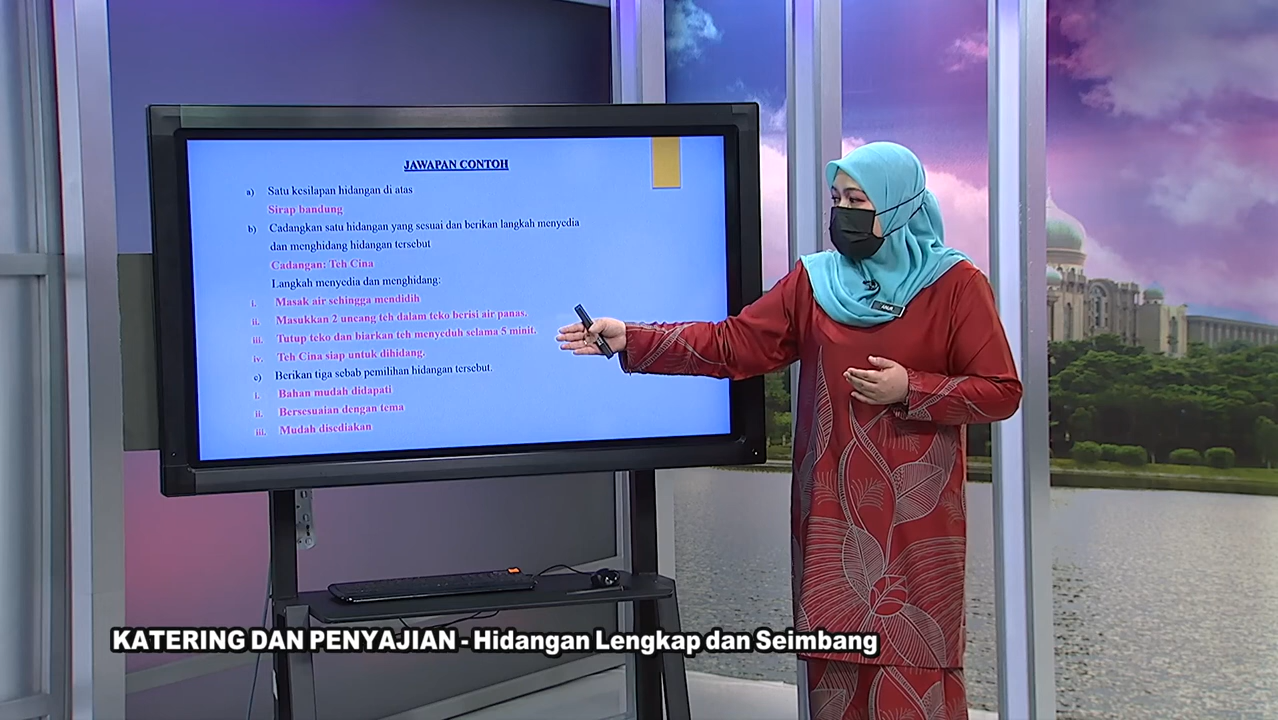 JAWAPAN CONTOH
a) Satu kesilapan hidangan di atas
Sirap bandung
b) Cadangkan satu hidangan yang sesuai dan berikan langkah menyedia
dan menghidang hidangan tersebut
Cadangan: Teh Cina
Langkah menyedia dan menghidang:
i. Masak air sehingga mendidih
ii. Masukkan 2 uncang teh dalam teko berisi air panas.
iii. Tutup teko dan biarkan teh menyeduh selama 5 minit.
iv. Teh Cina siap untuk dihidang.
c) Berikan tiga sebab pemilihan hidangan tersebut.
i. Bahan mudah didapati
ii. Bersesuaian dengan tema
iii. Mudah disediakan
KATERING DAN PENYAJIAN - Hidangan Lengkap dan Seimbang